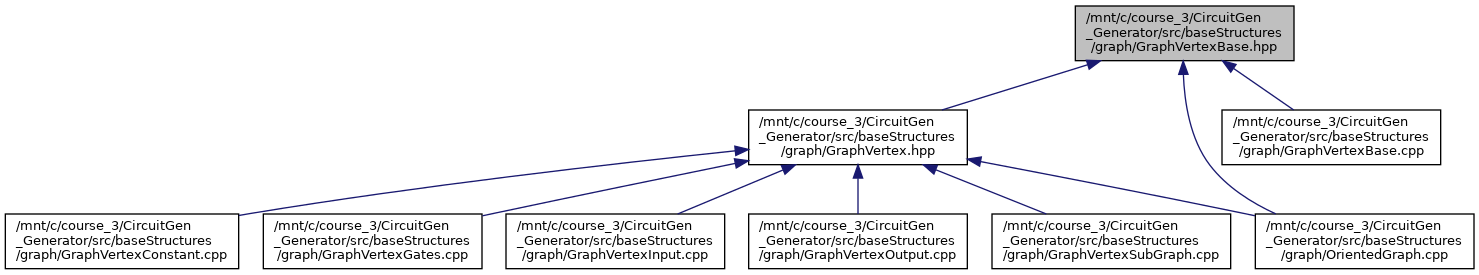 /mnt/c/course_3/CircuitGen
_Generator/src/baseStructures
/graph/GraphVertexBase.hpp
/mnt/c/course_3/CircuitGen
_Generator/src/baseStructures
/graph/GraphVertex.hpp
/mnt/c/course_3/CircuitGen
_Generator/src/baseStructures
/graph/GraphVertexBase.cpp
/mnt/c/course_3/CircuitGen
_Generator/src/baseStructures
/graph/GraphVertexConstant.cpp
/mnt/c/course_3/CircuitGen
_Generator/src/baseStructures
/graph/GraphVertexGates.cpp
/mnt/c/course_3/CircuitGen
_Generator/src/baseStructures
/graph/GraphVertexInput.cpp
/mnt/c/course_3/CircuitGen
_Generator/src/baseStructures
/graph/GraphVertexOutput.cpp
/mnt/c/course_3/CircuitGen
_Generator/src/baseStructures
/graph/GraphVertexSubGraph.cpp
/mnt/c/course_3/CircuitGen
_Generator/src/baseStructures
/graph/OrientedGraph.cpp